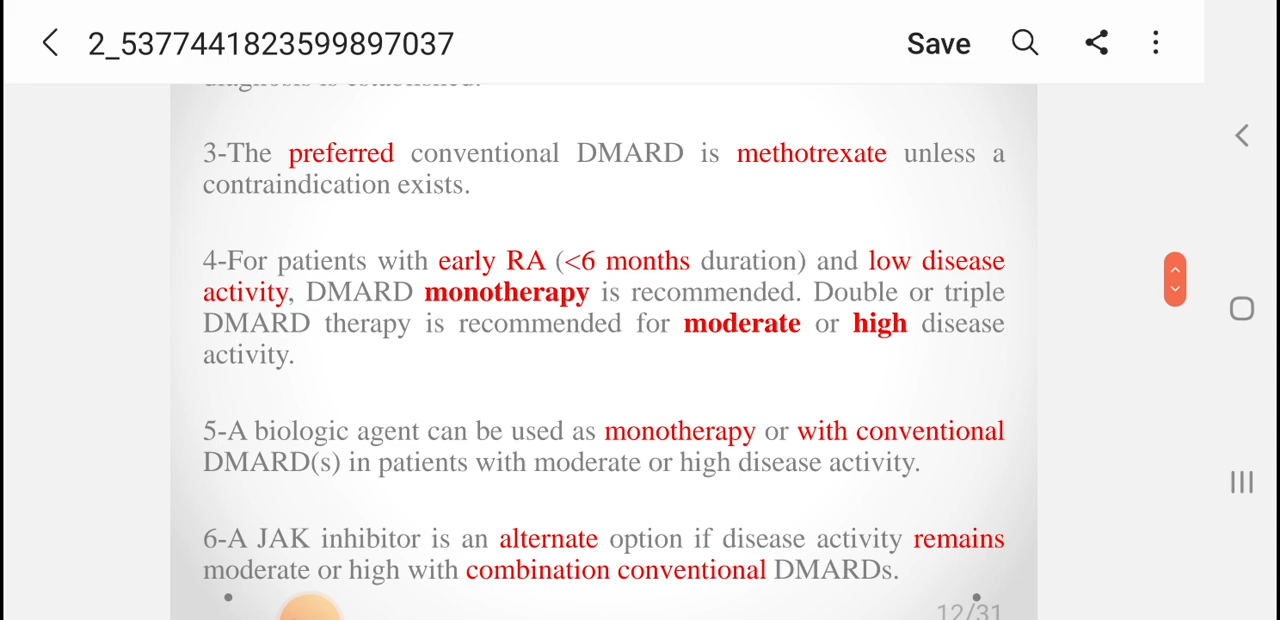 2_5377441823599897037
Save
diagnosis is established.
3-The preferred conventional DMARD is methotrexate unless a
contraindication exists.
4-For patients with early RA (<6 months duration) and low disease
activity, DMARD monotherapy is recommended. Double or triple
DMARD therapy is recommended for moderate or high disease
activity.
5-A biologic agent can be used as monotherapy or with conventional
DMARD(s) in patients with moderate or high disease activity.
6-A JAK inhibitor is an alternate option if disease activity remains
moderate or high with combination conventional DMARDs.
12/31